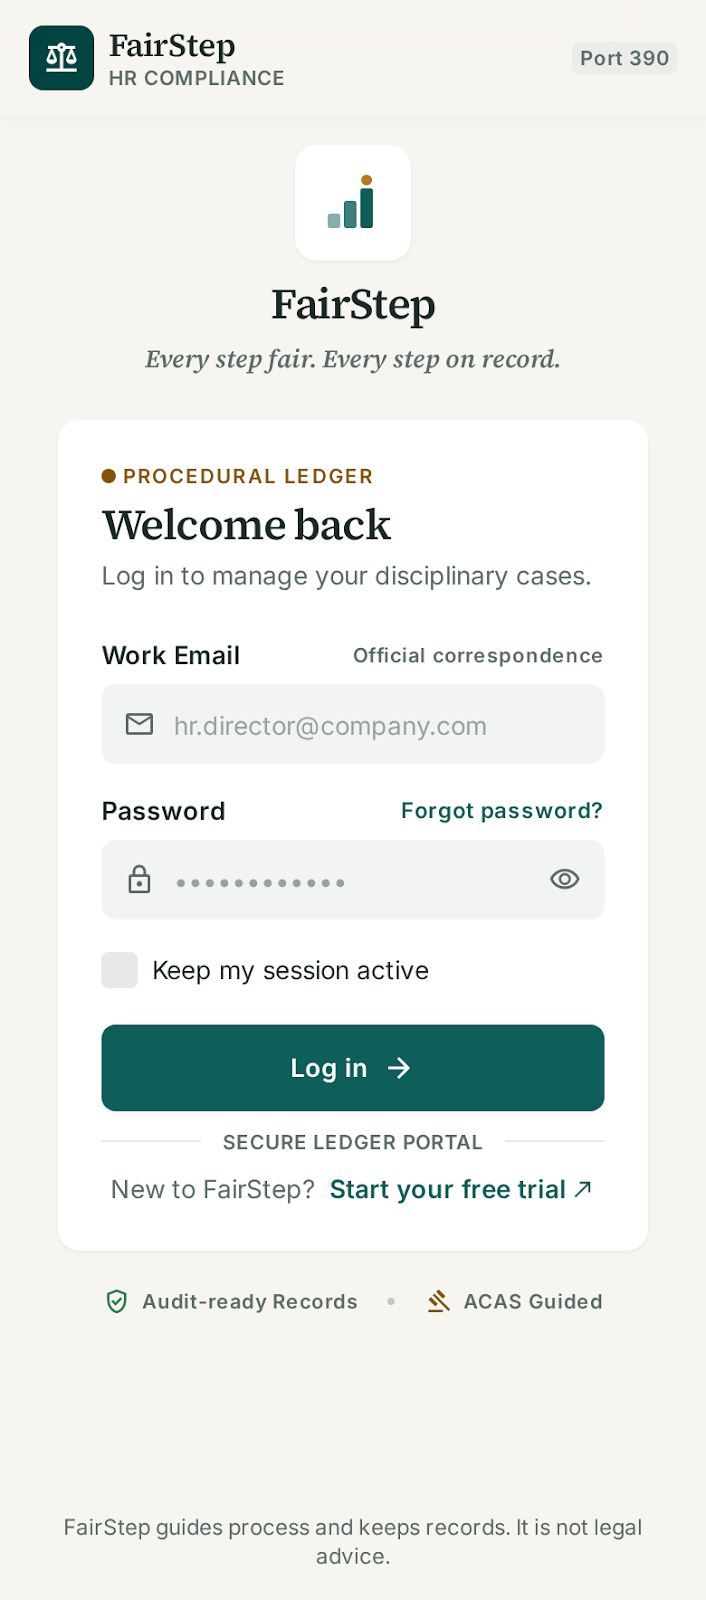 FairStep
HR COMPLIANCE
Port 390
FairStep
Every step fair. Every step on record.
PROCEDURAL LEDGER
Welcome back
Log in to manage your disciplinary cases.
Work Email
Official correspondence
hr.director@company.com
Password
Forgot password?
••••••••••••
Keep my session active
Log in →
SECURE LEDGER PORTAL
New to FairStep? Start your free trial ↗
Audit-ready Records • ACAS Guided
FairStep guides process and keeps records. It is not legal
advice.